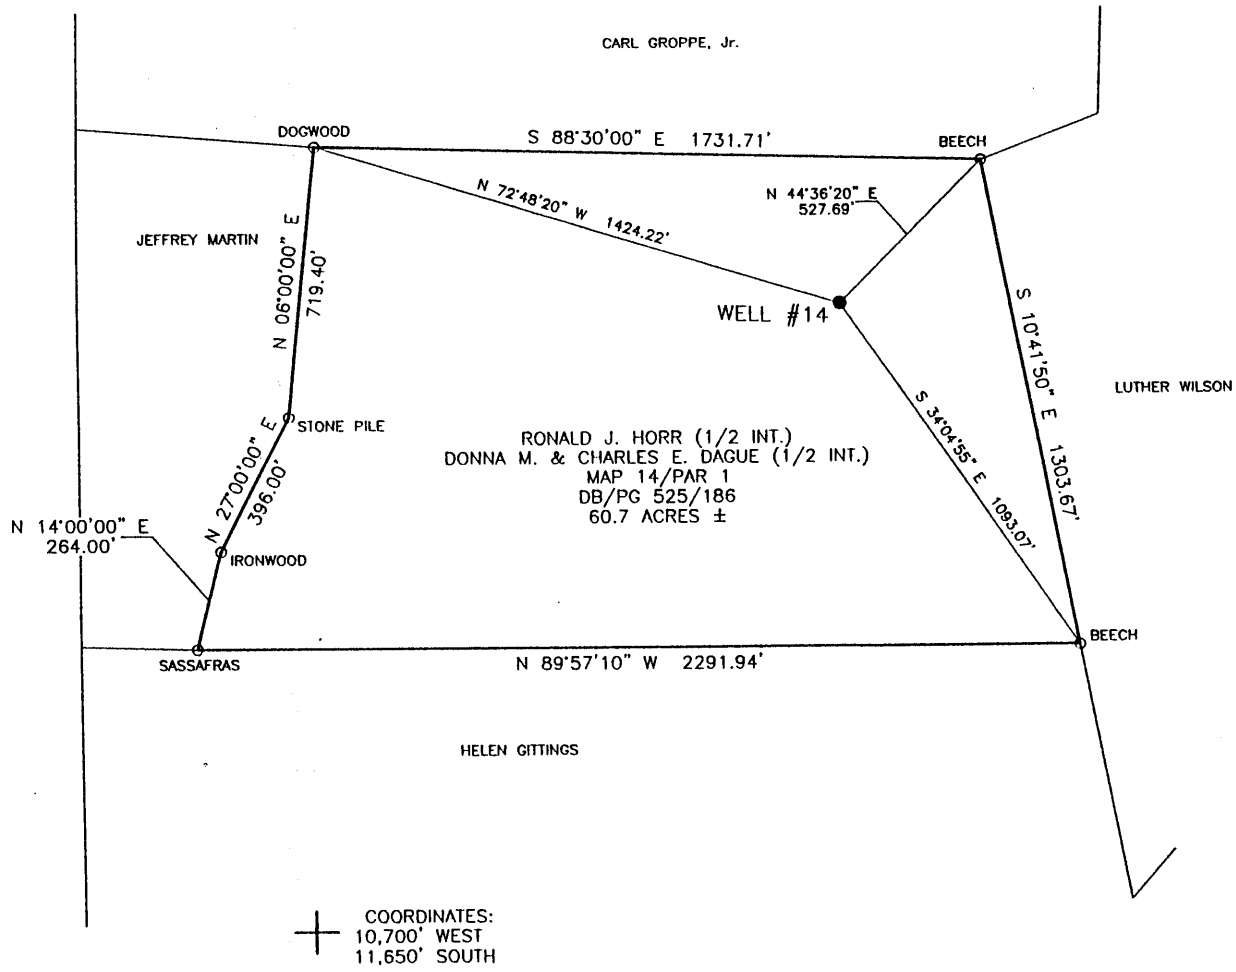 CARL GROPPE, Jr.
DOGWOOD
S 88°30'00" E 1731.71'
BEECH
N 72°48'20" W 1424.22'
N 44°36'20" E
527.69'
JEFFREY MARTIN
N 06°00'00" E
719.40'
WELL #14
S 10°41'50" E 1303.67'
LUTHER WILSON
STONE PILE
S 34°04'55" E 1093.07'
RONALD J. HORR (1/2 INT.)
DONNA M. & CHARLES E. DAGUE (1/2 INT.)
MAP 14/PAR 1
DB/PG 525/186
60.7 ACRES ±
N 27°00'00" E
396.00'
N 14°00'00" E
264.00'
IRONWOOD
BEECH
SASSAFRAS
N 89°57'10" W 2291.94'
HELEN GITTINGS
COORDINATES:
10,700' WEST
11,650' SOUTH